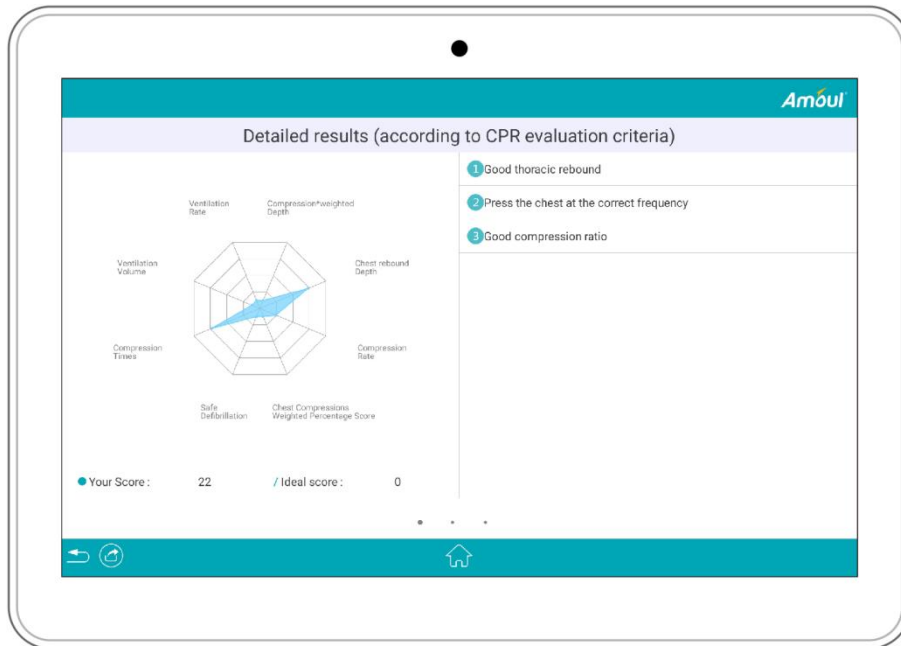 Amoul
Detailed results (according to CPR evaluation criteria)
Ventilation
Rate
Compression*weighted
Depth
Ventilation
Volume
Chest rebound
Depth
Compression
Times
Compression
Rate
Safe
Defibrillation
Chest Compressions
Weighted Percentage Score
Your Score : 22 / Ideal score : 0
1 Good thoracic rebound
2 Press the chest at the correct frequency
3 Good compression ratio